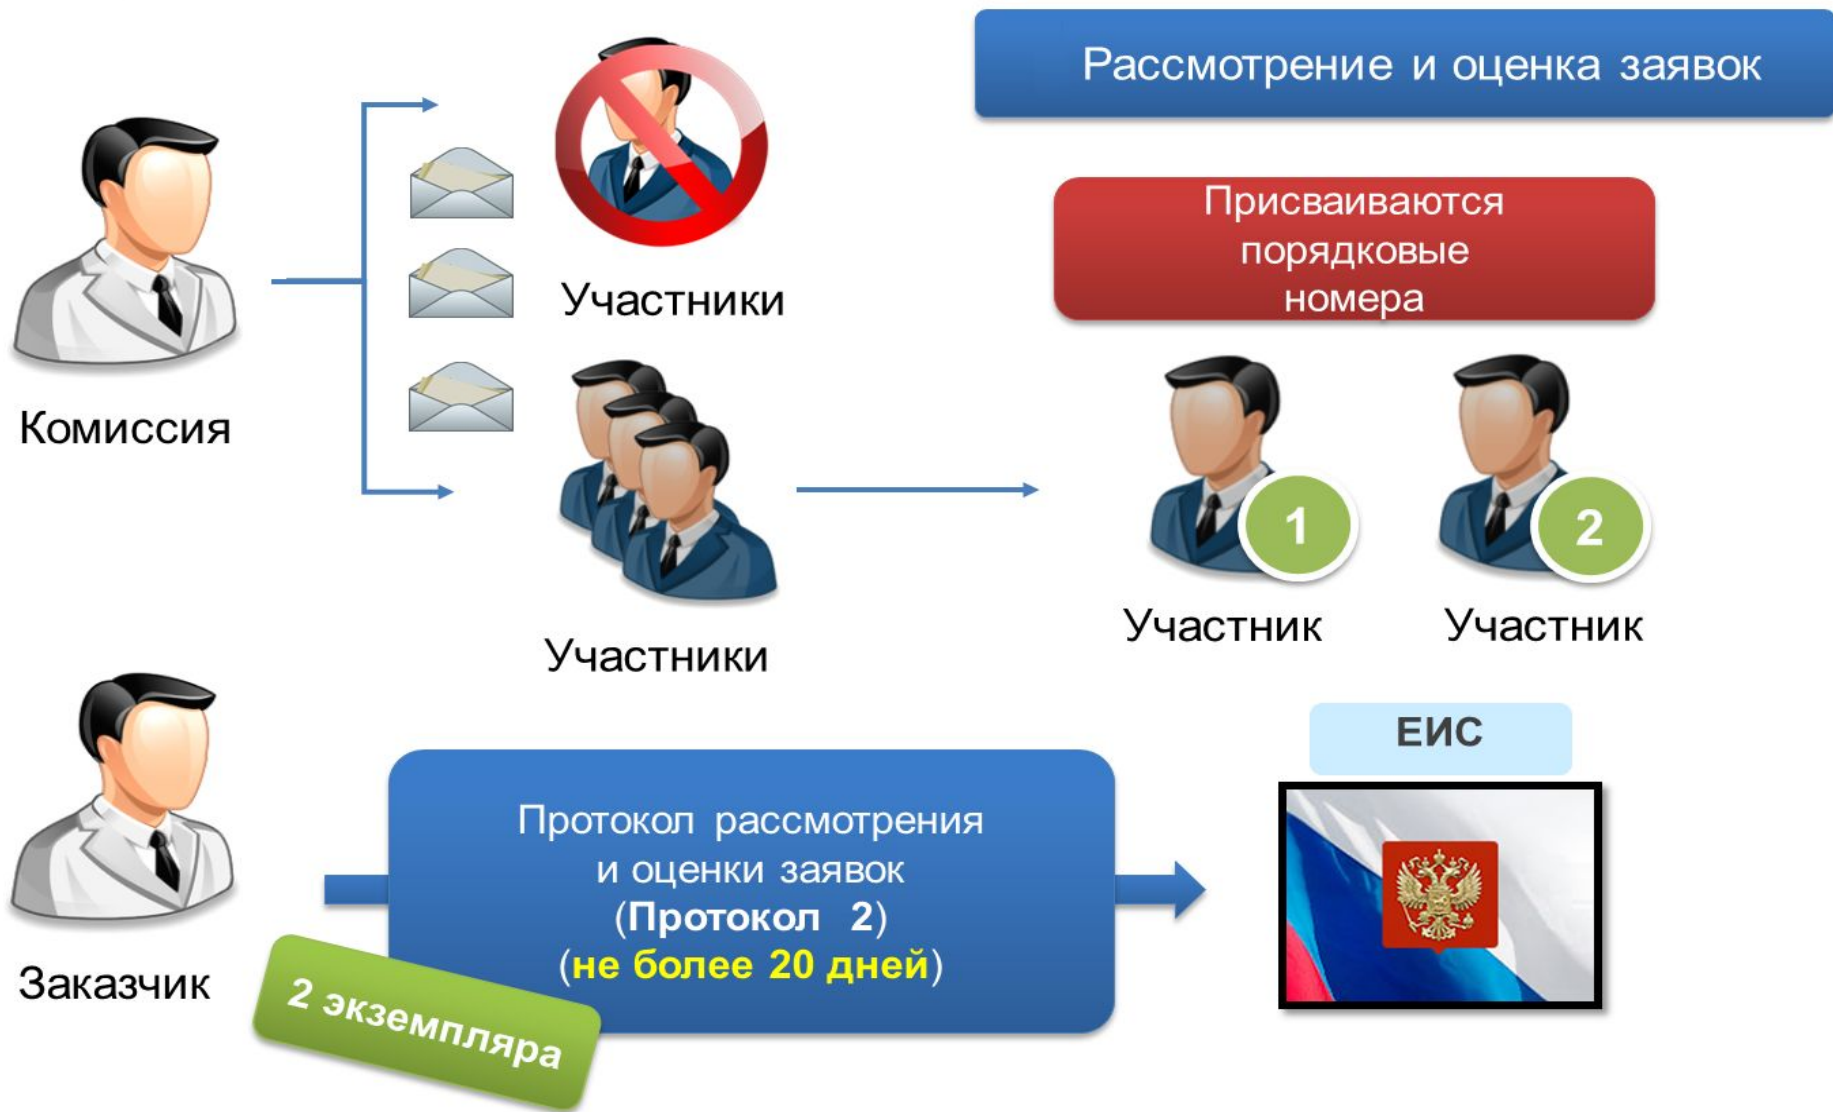 Рассмотрение и оценка заявок
Присваиваются
порядковые
номера
Участники
Комиссия
1
2
Участник
Участник
Участники
ЕИС
Протокол рассмотрения
и оценки заявок
(Протокол 2)
(не более 20 дней)
Заказчик
2 экземпляра